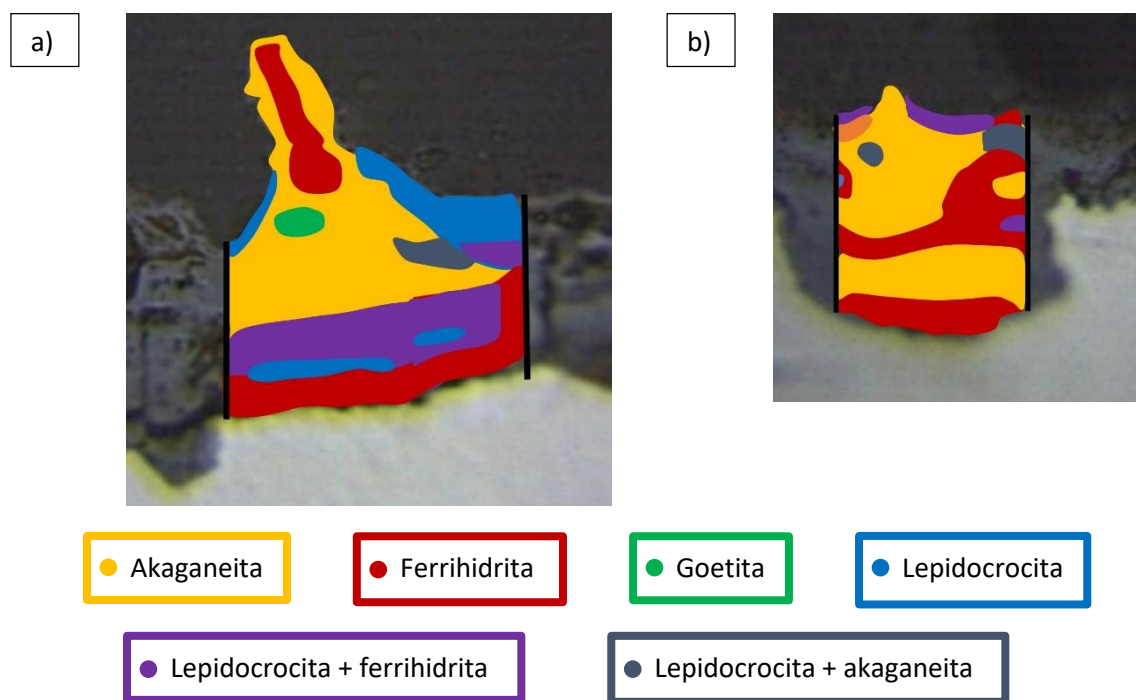 a)
b)
Akaganeita
Ferrihidrita
Goetita
Lepidocrocita
Lepidocrocita + ferrihidrita
Lepidocrocita + akaganeita